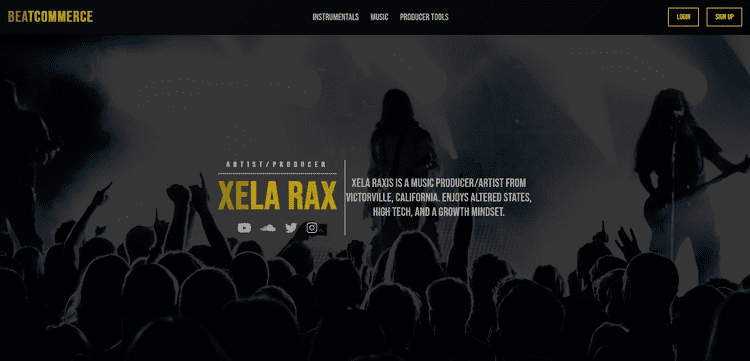 BEATCOMMERCE
INSTRUMENTALS MUSIC PRODUCER TOOLS
LOGIN SIGN UP
ARTIST/PRODUCER
XELA RAX
XELA RAXIS IS A MUSIC PRODUCER/ARTIST FROM
VICTORVILLE, CALIFORNIA. ENJOYS ALTERED STATES,
HIGH TECH, AND A GROWTH MINDSET.